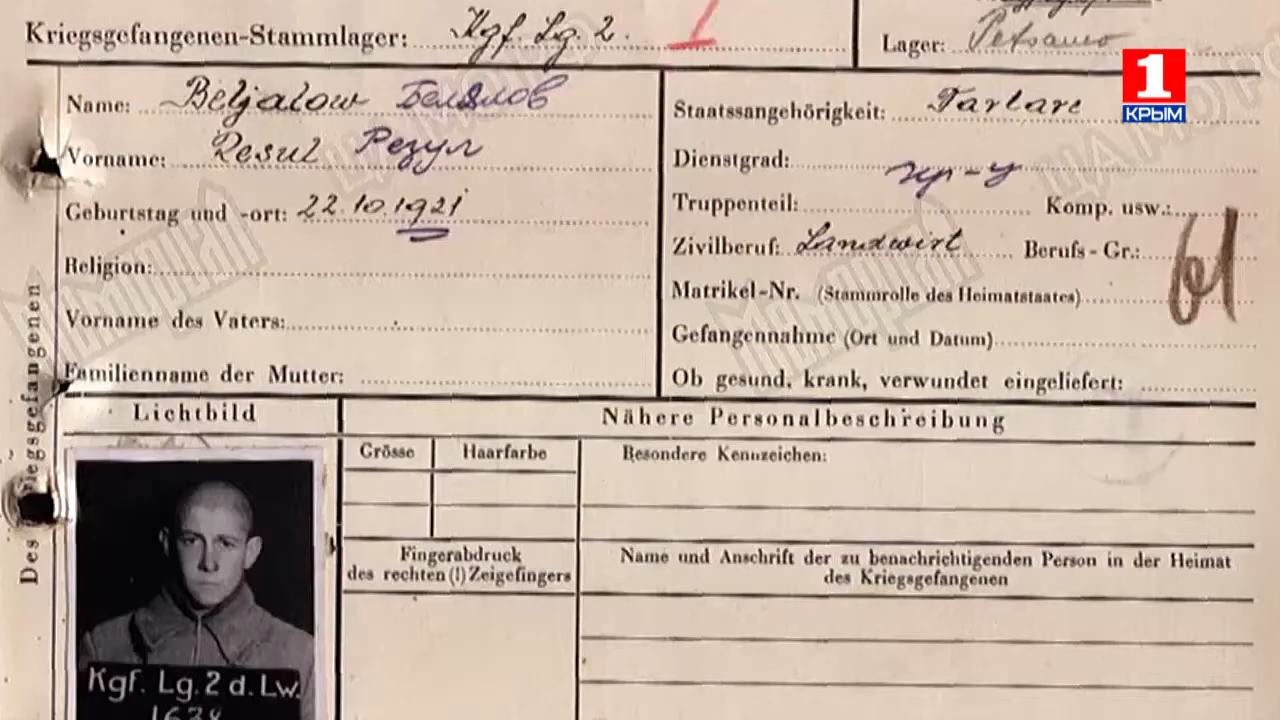 Kriegsgefangenen-Stammlager: Kgf. Lg. 2. 1
Lager: Petsamo
1
КРЫМ
Name: Beljalow Белялов
Vorname: Resul Резул
Geburtstag und -ort: 22.10.1921
Religion:
Vorname des Vaters:
Familienname der Mutter:
Staatssangehörigkeit: Tartare
Dienstgrad:
Truppenteil: Komp. usw.:
Zivilberuf: Landwirt Berufs-Gr.: 61
Matrikel-Nr. (Stammrolle des Heimatstaates)
Gefangennahme (Ort und Datum)
Ob gesund, krank, verwundet eingeliefert:
Des Kriegsgefangenen
Lichtbild
Nähere Personalbeschreibung
Grösse Haarfarbe Besondere Kennzeichen:
Fingerabdruck
des rechten (!) Zeigefingers
Name und Anschrift der zu benachrichtigenden Person in der Heimat
des Kriegsgefangenen
Kgf. Lg. 2 d. Lw.